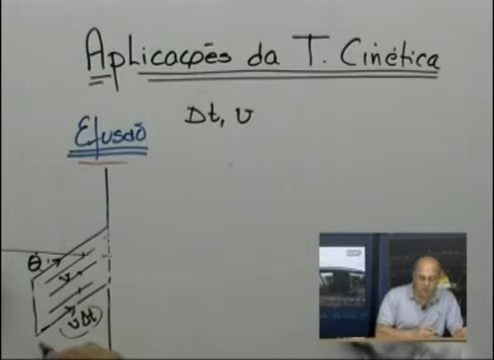 Aplicações da T. Cinética
Δt, v
Efusão
θ
v
vΔt